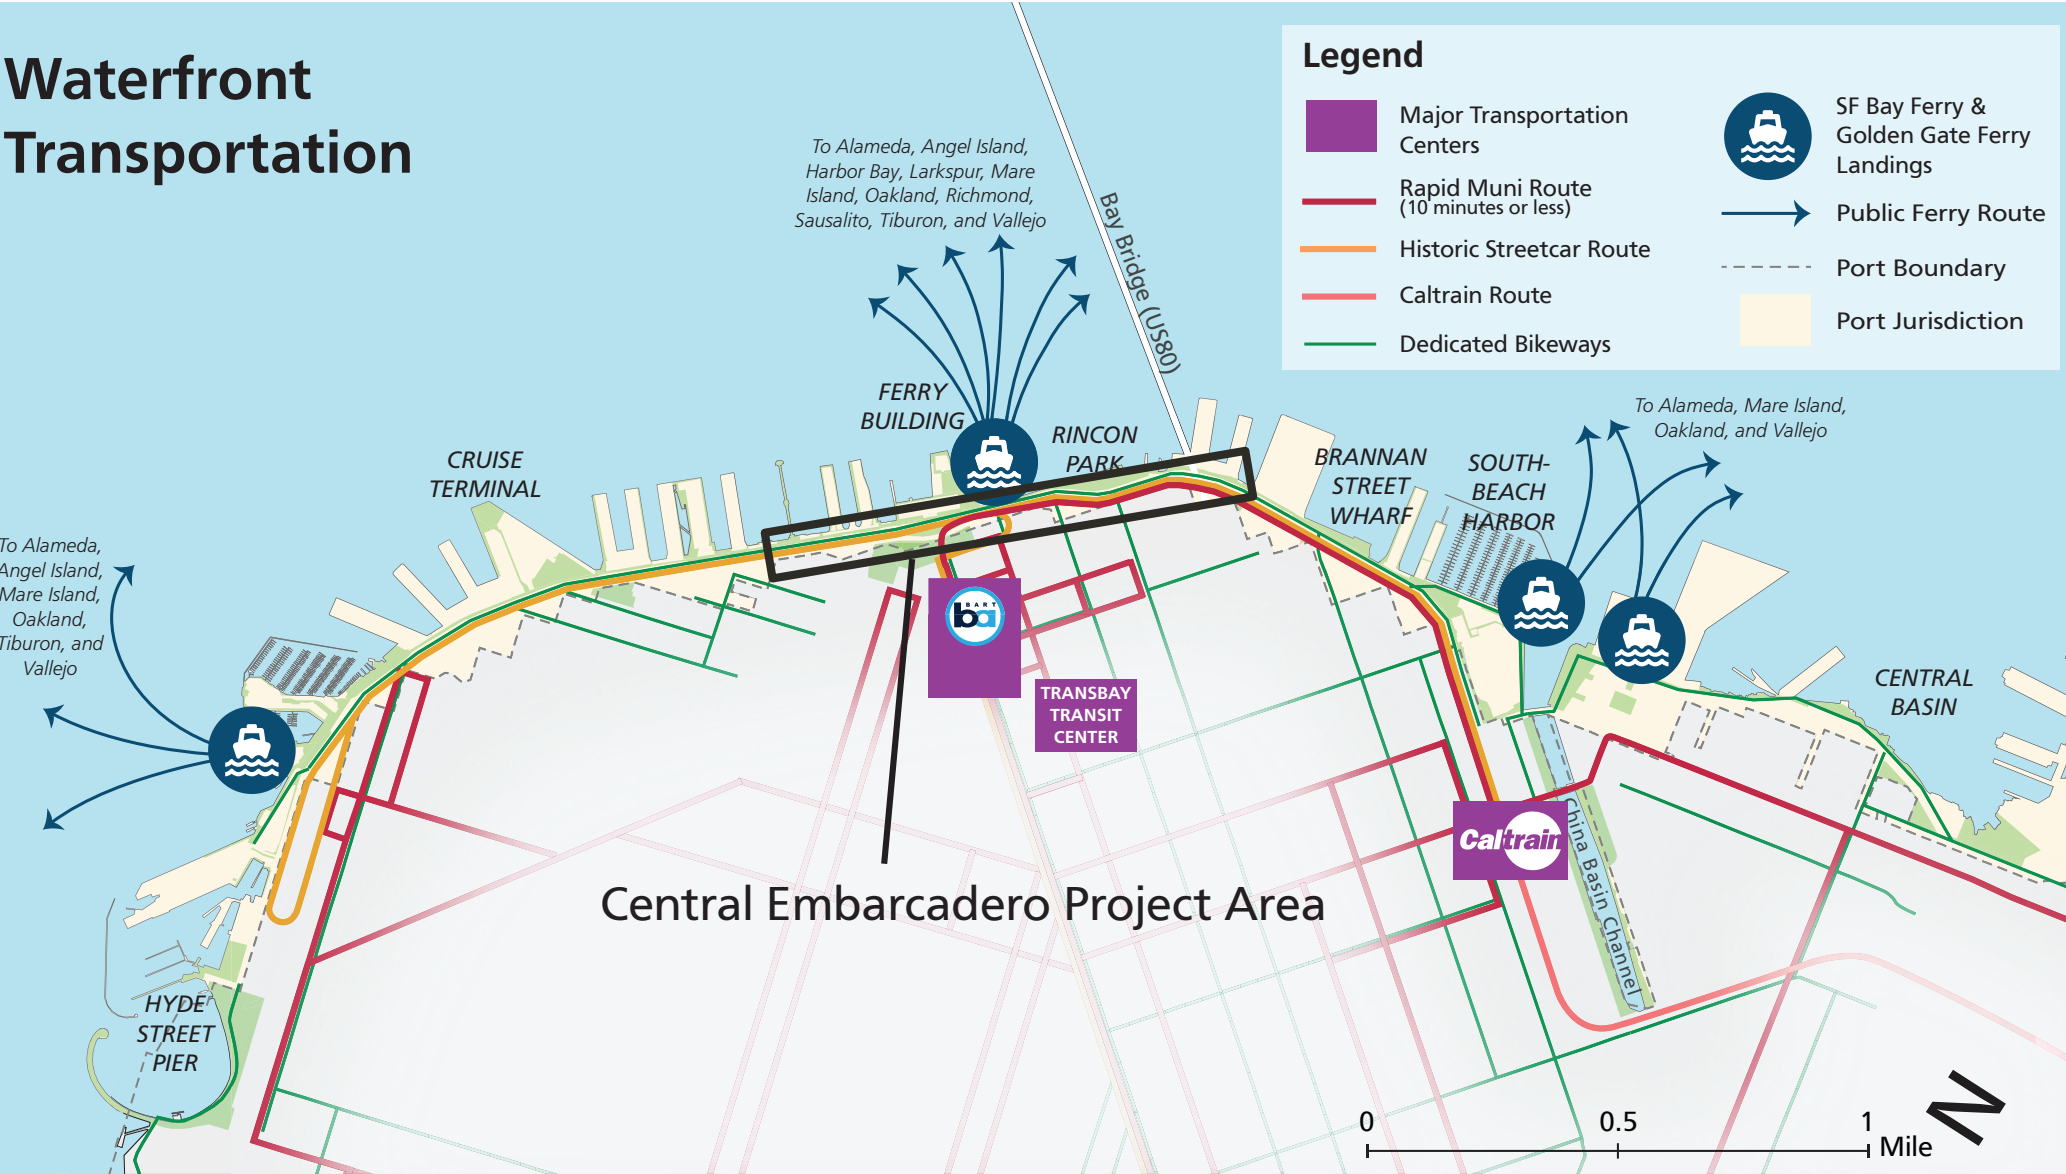 Waterfront
Transportation
Legend
Major Transportation
Centers
Rapid Muni Route
(10 minutes or less)
Historic Streetcar Route
Caltrain Route
Dedicated Bikeways
SF Bay Ferry &
Golden Gate Ferry
Landings
Public Ferry Route
Port Boundary
Port Jurisdiction
To Alameda, Angel Island,
Harbor Bay, Larkspur, Mare
Island, Oakland, Richmond,
Sausalito, Tiburon, and Vallejo
Bay Bridge (US80)
FERRY
BUILDING
RINCON
PARK
CRUISE
TERMINAL
BRANNAN
STREET
WHARF
SOUTH-
BEACH
HARBOR
To Alameda, Mare Island,
Oakland, and Vallejo
To Alameda,
Angel Island,
Mare Island,
Oakland,
Tiburon, and
Vallejo
CENTRAL
BASIN
BART
ba
TRANSBAY
TRANSIT
CENTER
Caltrain
China Basin Channel
Central Embarcadero Project Area
HYDE
STREET
PIER
0 0.5 1
Mile
N